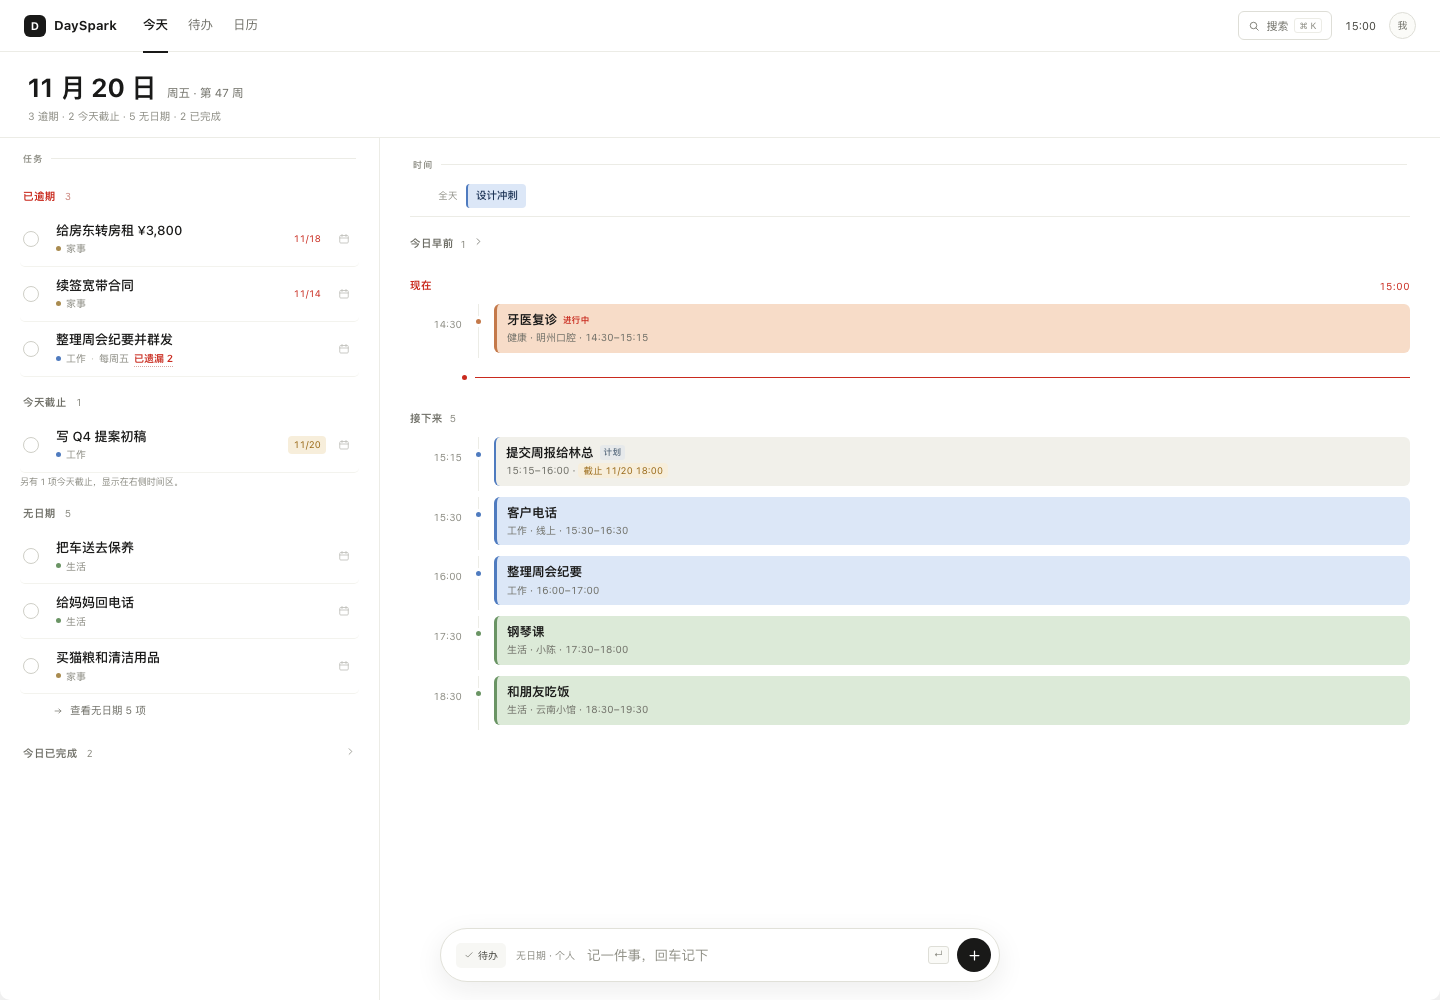 D DaySpark 今天 待办 日历 搜索 ⌘ K 15:00 我
11 月 20 日 周五 · 第 47 周
3 逾期 · 2 今天截止 · 5 无日期 · 2 已完成
任务
已逾期 3
给房东转房租 ¥3,800
家事
11/18
续签宽带合同
家事
11/14
整理周会纪要并群发
工作 · 每周五 已遗漏 2
今天截止 1
写 Q4 提案初稿
工作
11/20
另有 1 项今天截止，显示在右侧时间区。
无日期 5
把车送去保养
生活
给妈妈回电话
生活
买猫粮和清洁用品
家事
→ 查看无日期 5 项
今日已完成 2
时间
全天 设计冲刺
今日早前 1
现在 15:00
14:30
牙医复诊 进行中
健康 · 明州口腔 · 14:30–15:15
接下来 5
15:15
提交周报给林总 计划
15:15–16:00 · 截止 11/20 18:00
15:30
客户电话
工作 · 线上 · 15:30–16:30
16:00
整理周会纪要
工作 · 16:00–17:00
17:30
钢琴课
生活 · 小陈 · 17:30–18:00
18:30
和朋友吃饭
生活 · 云南小馆 · 18:30–19:30
待办 无日期 · 个人 记一件事，回车记下